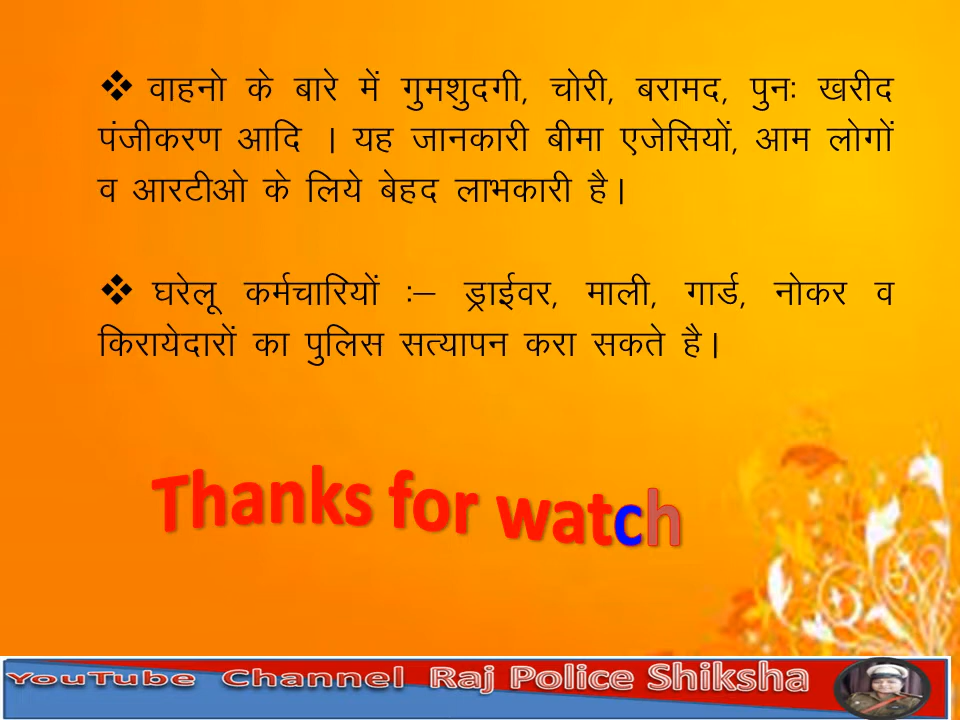 ❖ वाहनो के बारे में गुमशुदगी, चोरी, बरामद, पुनः खरीद
पंजीकरण आदि । यह जानकारी बीमा एजेसियों, आम लोगों
व आरटीओ के लिये बेहद लाभकारी है।
❖ घरेलू कर्मचारियों :– ड्राईवर, माली, गार्ड, नोकर व
किरायेदारों का पुलिस सत्यापन करा सकते है।
Thanks for watch
YouTube Channel Raj Police Shiksha